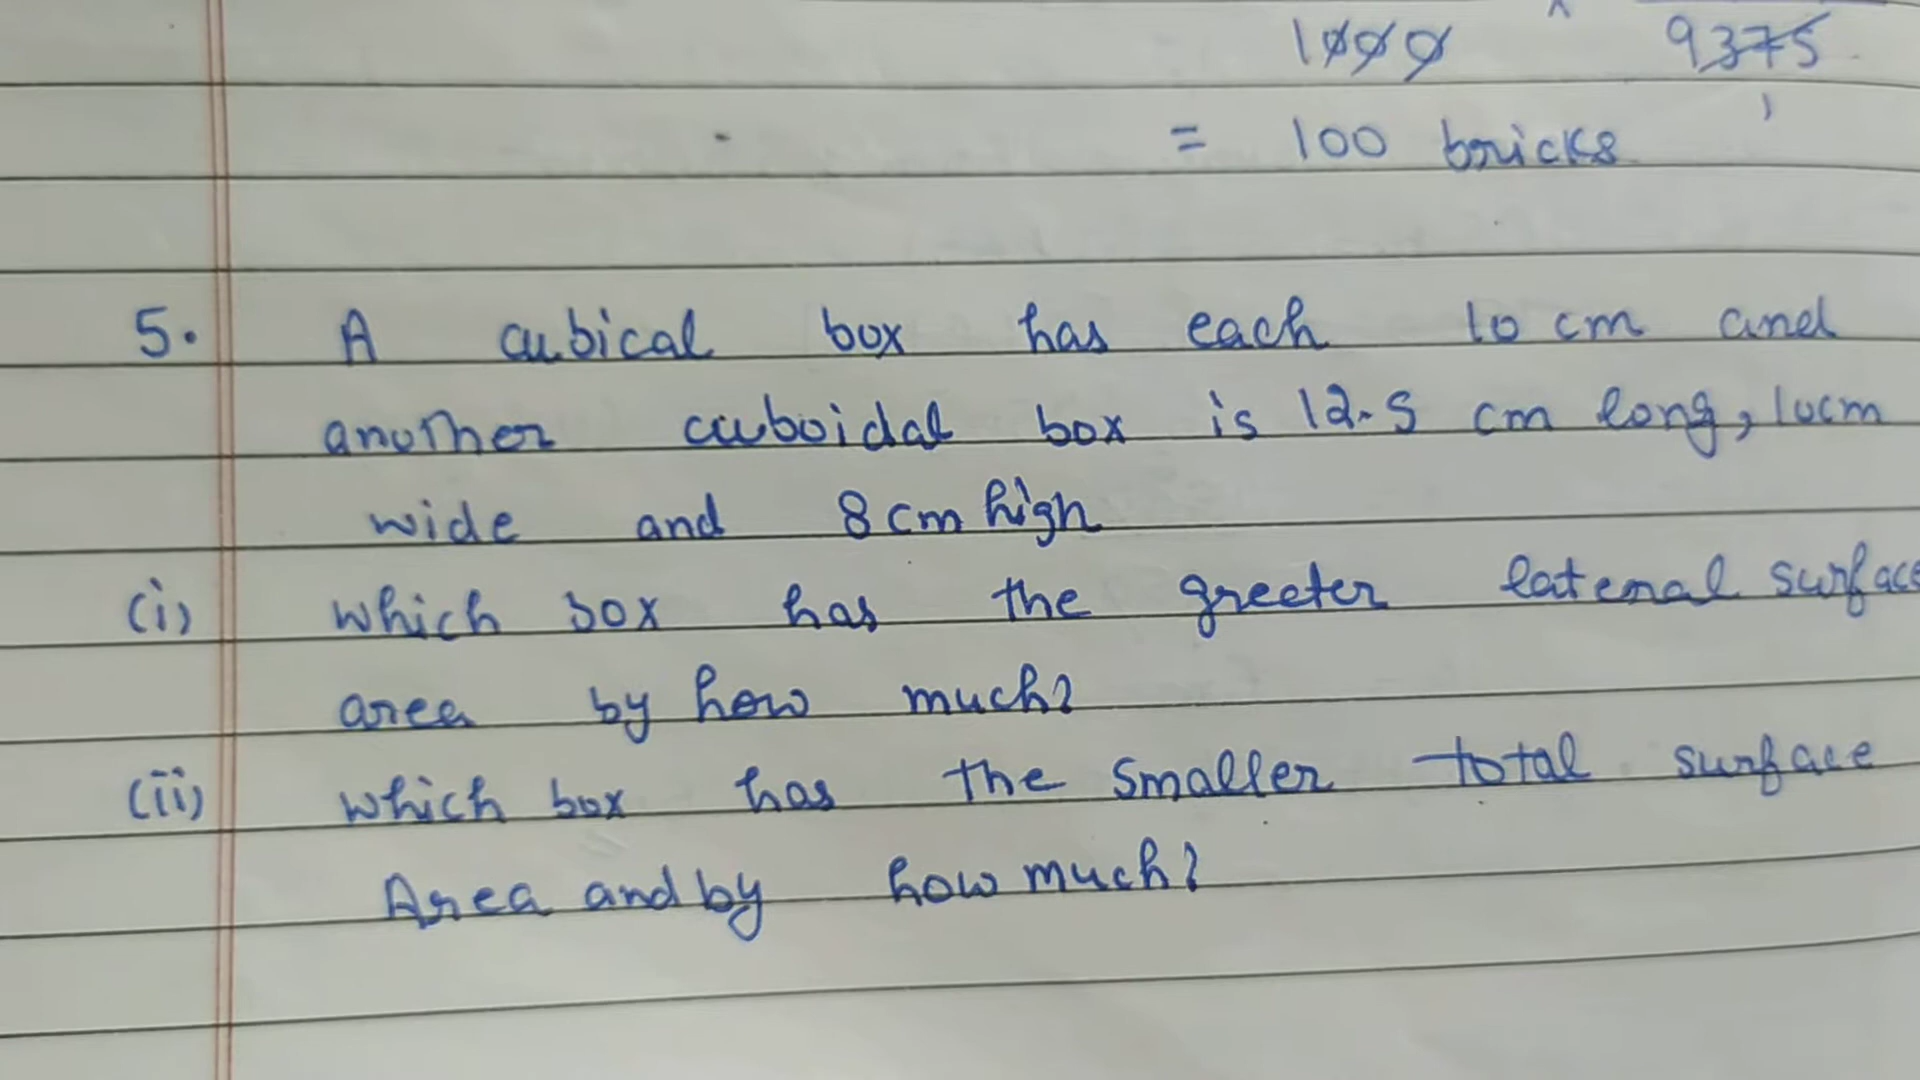 1000 9375
= 100 bricks
5. A cubical box has each 10 cm and
another cuboidal box is 12.5 cm long, 10cm
wide and 8 cm high
(i) which box has the greeter lateral surface
area by how much?
(ii) which box has the smaller total surface
Area and by how much?